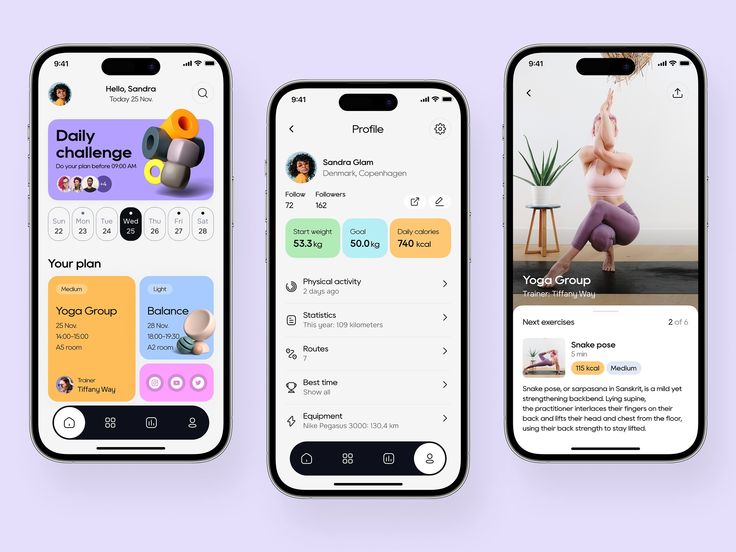 9:41
Hello, Sandra
Today 25 Nov.
Daily
challenge
Do your plan before 09:00 AM
+4
Sun Mon Tue Wed Thu Fri Sat
22 23 24 25 26 27 28
Your plan
Medium
Yoga Group
25 Nov.
14:00-15:00
A5 room
Trainer
Tiffany Way
Light
Balance
28 Nov.
18:00-19:30
A2 room
9:41
Profile
Sandra Glam
Denmark, Copenhagen
Follow Followers
72 162
Start weight
53.3 kg
Goal
50.0 kg
Daily calories
740 kcal
Physical activity
2 days ago
Statistics
This year: 109 kilometers
Routes
7
Best time
Show all
Equipment
Nike Pegasus 3000: 130,4 km
9:41
Yoga Group
Trainer: Tiffany Way
Next exercises 2 of 6
Snake pose
5 min
115 kcal Medium
Snake pose, or sarpasana in Sanskrit, is a mild yet
strengthening backbend. Lying supine,
the practitioner interlaces their fingers on their
back and lifts their head and chest from the floor,
using their back strength to stay lifted.